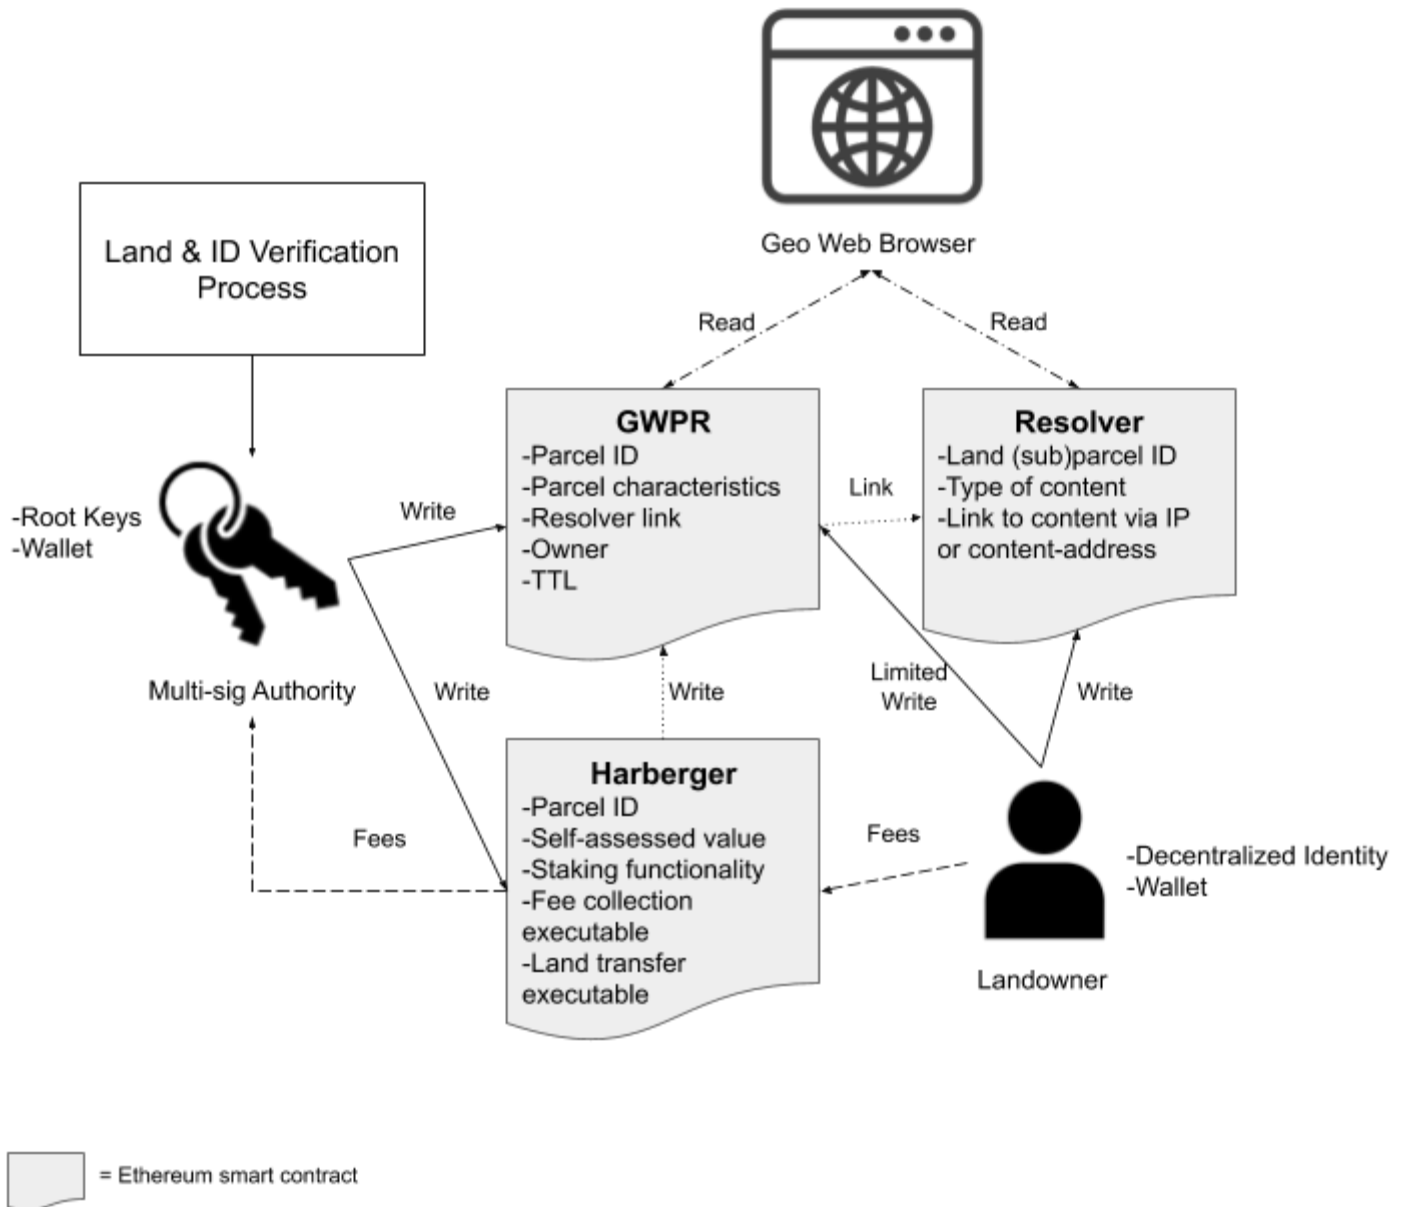 Geo Web Browser
Land & ID Verification
Process
Read
Read
GWPR
-Parcel ID
-Parcel characteristics
-Resolver link
-Owner
-TTL
Resolver
-Land (sub)parcel ID
-Type of content
-Link to content via IP
or content-address
Link
Write
-Root Keys
-Wallet
Multi-sig Authority
Write
Write
Limited
Write
Write
Harberger
-Parcel ID
-Self-assessed value
-Staking functionality
-Fee collection
executable
-Land transfer
executable
Fees
Fees
-Decentralized Identity
-Wallet
Landowner
= Ethereum smart contract